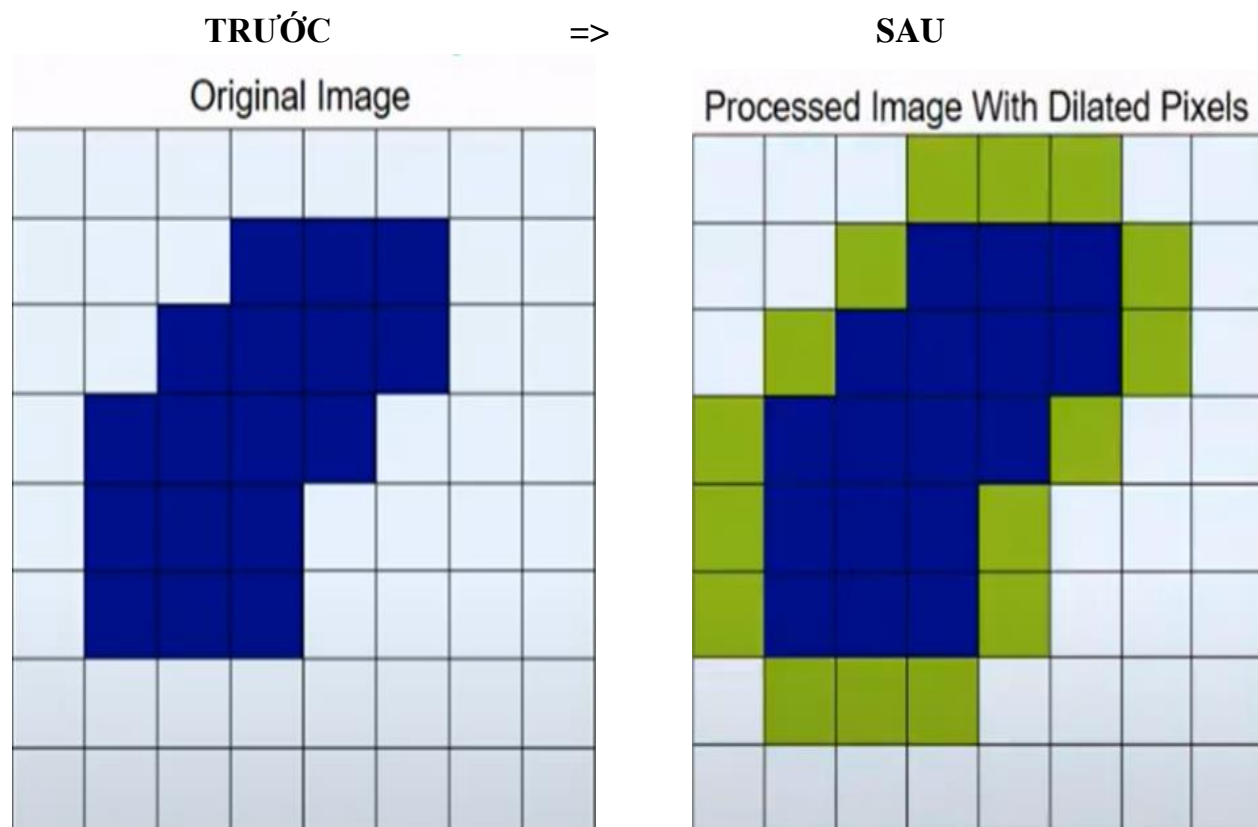 TRƯỚC => SAU
Original Image
Processed Image With Dilated Pixels